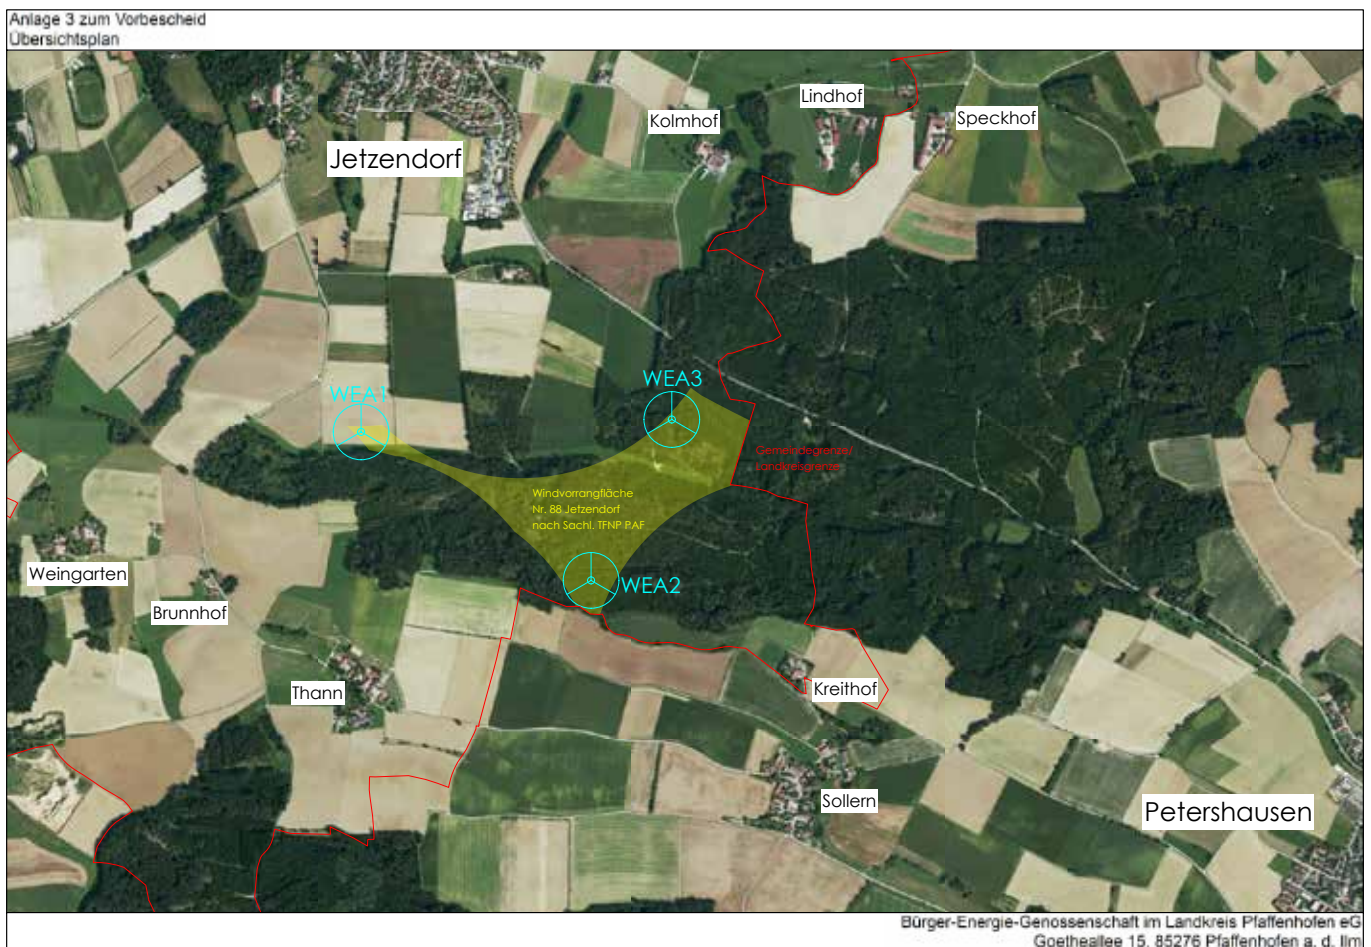 Anlage 3 zum Vorbescheid
Übersichtsplan
Lindhof
Kolmhof
Speckhof
Jetzendorf
WEA3
WEA1
Gemeindegrenze/
Landkreisgrenze
Windvorrangfläche
Nr. 88 Jetzendorf
nach Sachl. TFNP PAF
Weingarten
WEA2
Brunnhof
Thann
Kreithof
Sollern
Petershausen
Bürger-Energie-Genossenschaft im Landkreis Pfaffenhofen eG
Goetheallee 15, 85276 Pfaffenhofen a. d. Ilm